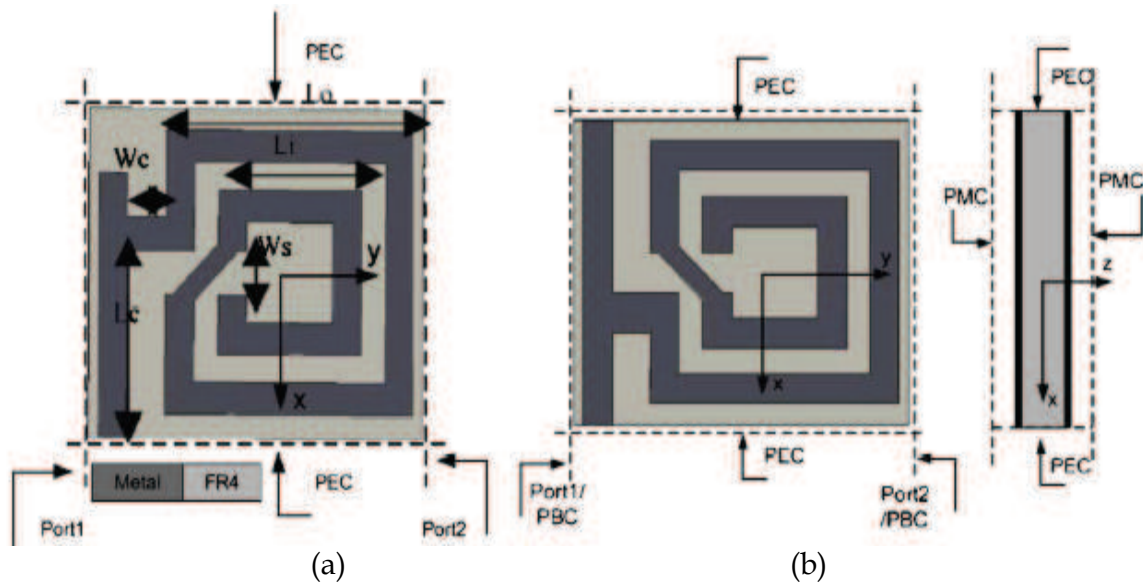 PEC
Lo
Li
Wc
Ws
y
Lc
x
Metal FR4
PEC
Port1
Port2
(a)
PEC
y
x
PEC
Port1/
PBC
Port2
/PBC
PEC
PMC
PMC
z
x
PEC
(b)